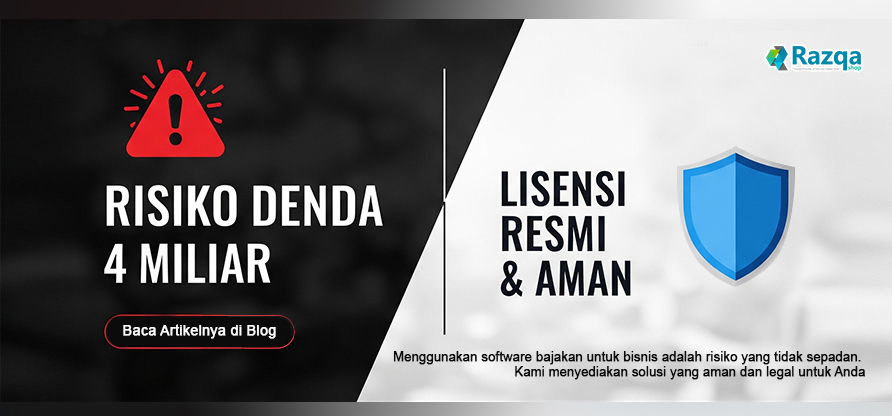 Razqa
shop
RISIKO DENDA
4 MILIAR
Baca Artikelnya di Blog
LISENSI
RESMI
& AMAN
Menggunakan software bajakan untuk bisnis adalah risiko yang tidak sepadan.
Kami menyediakan solusi yang aman dan legal untuk Anda